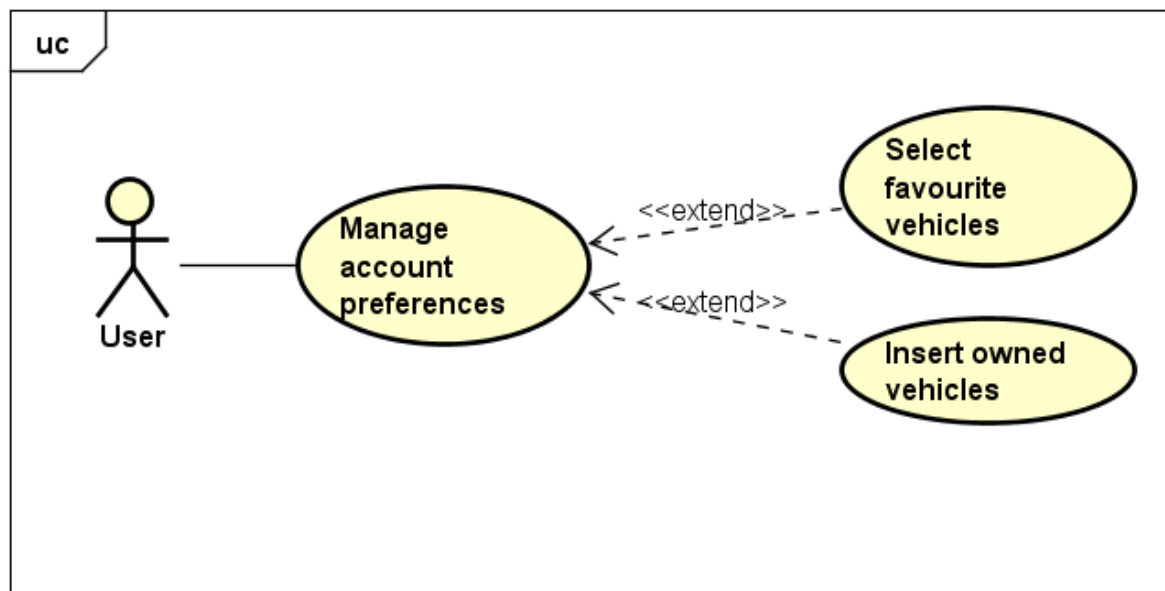 uc
User
Manage
account
preferences
<<extend>>
<<extend>>
Select
favourite
vehicles
Insert owned
vehicles